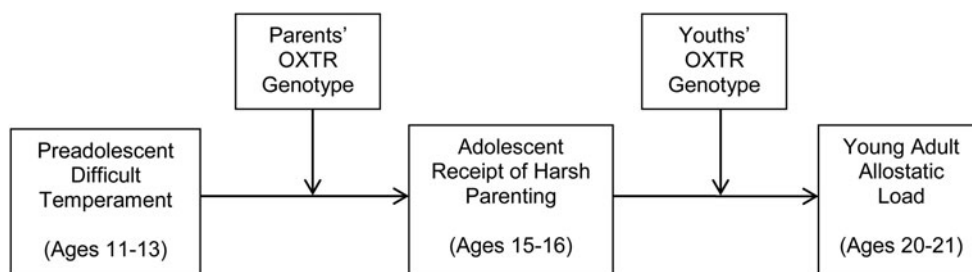 Parents'
OXTR
Genotype
Youths'
OXTR
Genotype
Preadolescent
Difficult
Temperament
(Ages 11-13)
Adolescent
Receipt of Harsh
Parenting
(Ages 15-16)
Young Adult
Allostatic
Load
(Ages 20-21)